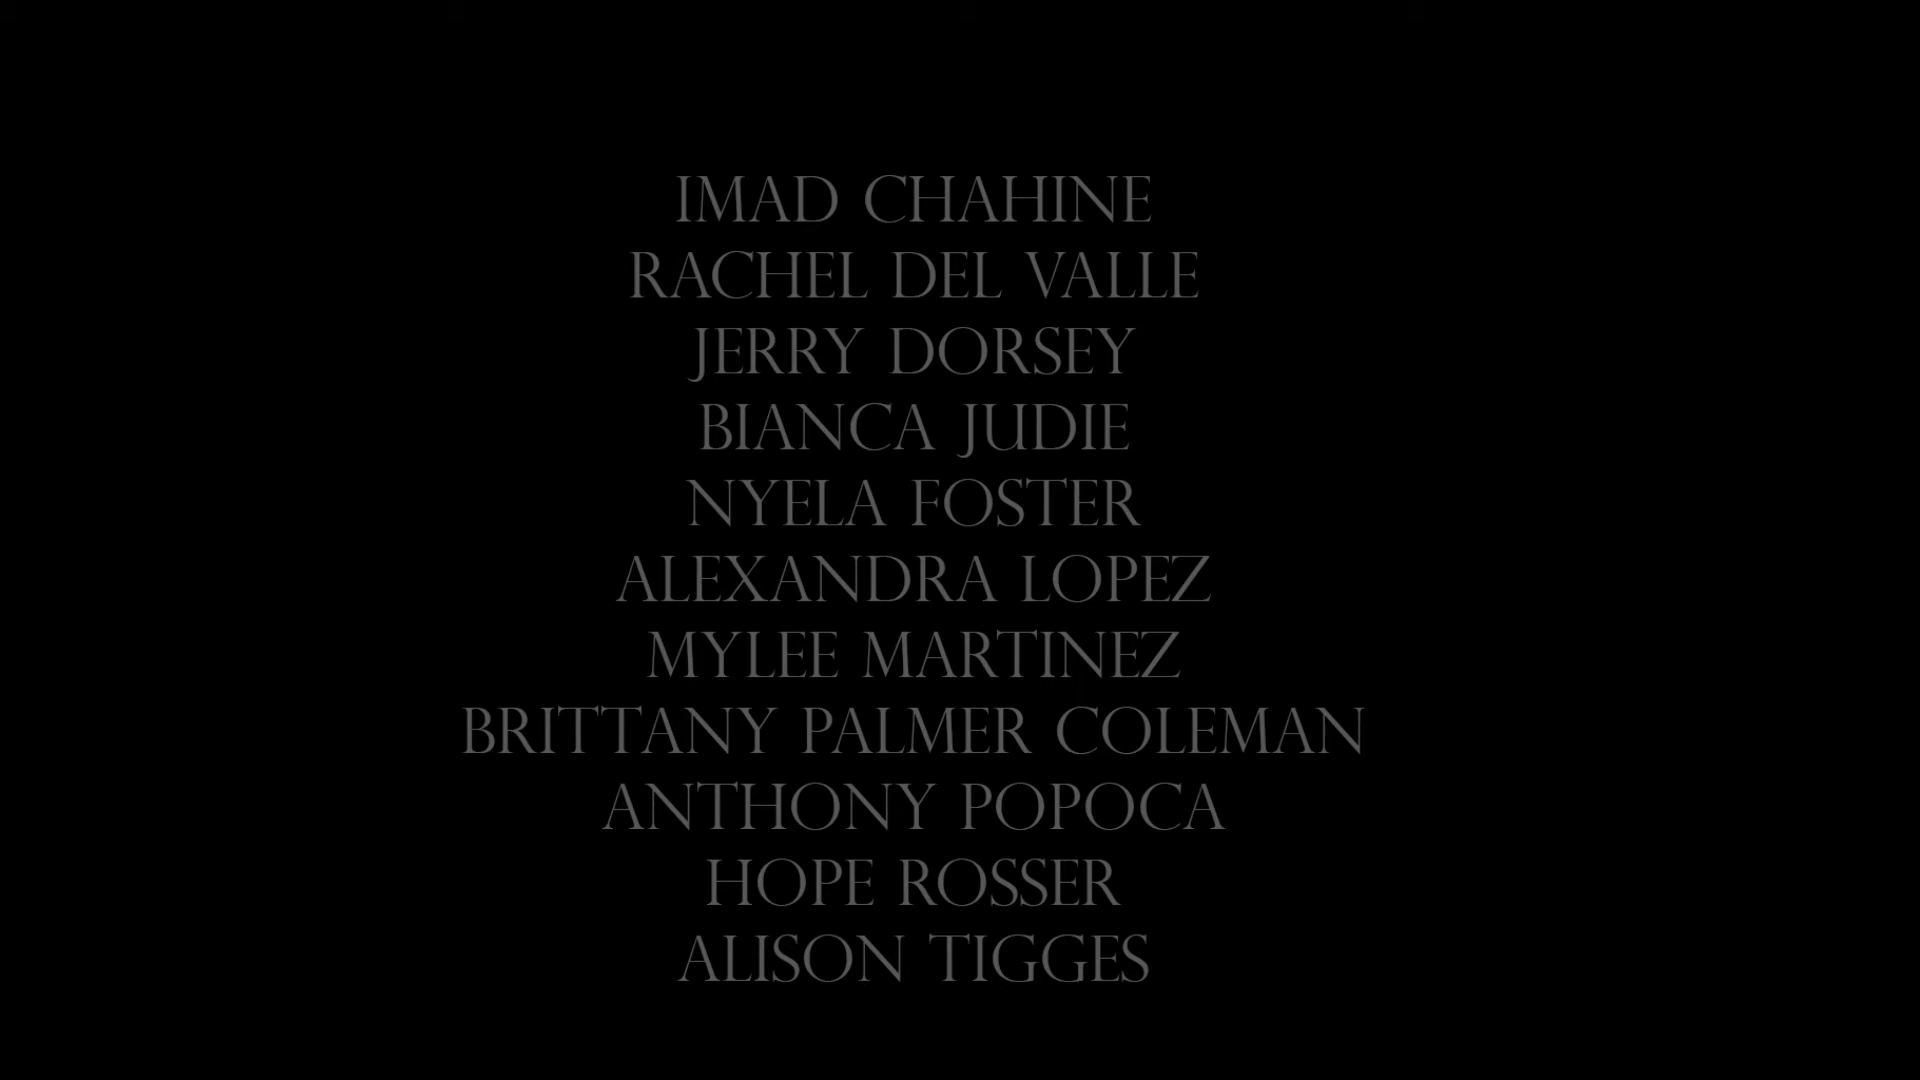 IMAD CHAHINE
RACHEL DEL VALLE
JERRY DORSEY
BIANCA JUDIE
NYELA FOSTER
ALEXANDRA LOPEZ
MYLEE MARTINEZ
BRITTANY PALMER COLEMAN
ANTHONY POPOCA
HOPE ROSSER
ALISON TIGGES